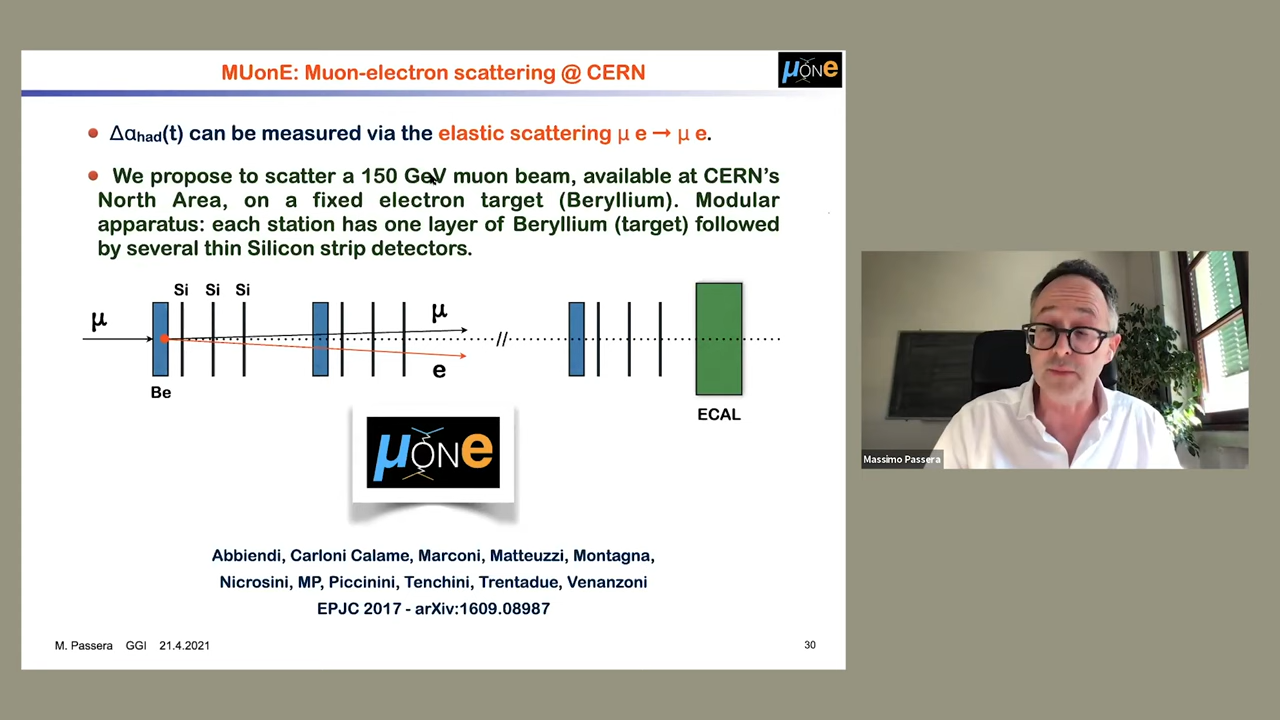 MUonE: Muon-electron scattering @ CERN
μONe
Δαhad(t) can be measured via the elastic scattering μ e → μ e.
We propose to scatter a 150 GeV muon beam, available at CERN's
North Area, on a fixed electron target (Beryllium). Modular
apparatus: each station has one layer of Beryllium (target) followed
by several thin Silicon strip detectors.
Si Si Si
μ
μ
//
e
Be
ECAL
μONe
Massimo Passera
Abbiendi, Carloni Calame, Marconi, Matteuzzi, Montagna,
Nicrosini, MP, Piccinini, Tenchini, Trentadue, Venanzoni
EPJC 2017 - arXiv:1609.08987
M. Passera GGI 21.4.2021
30